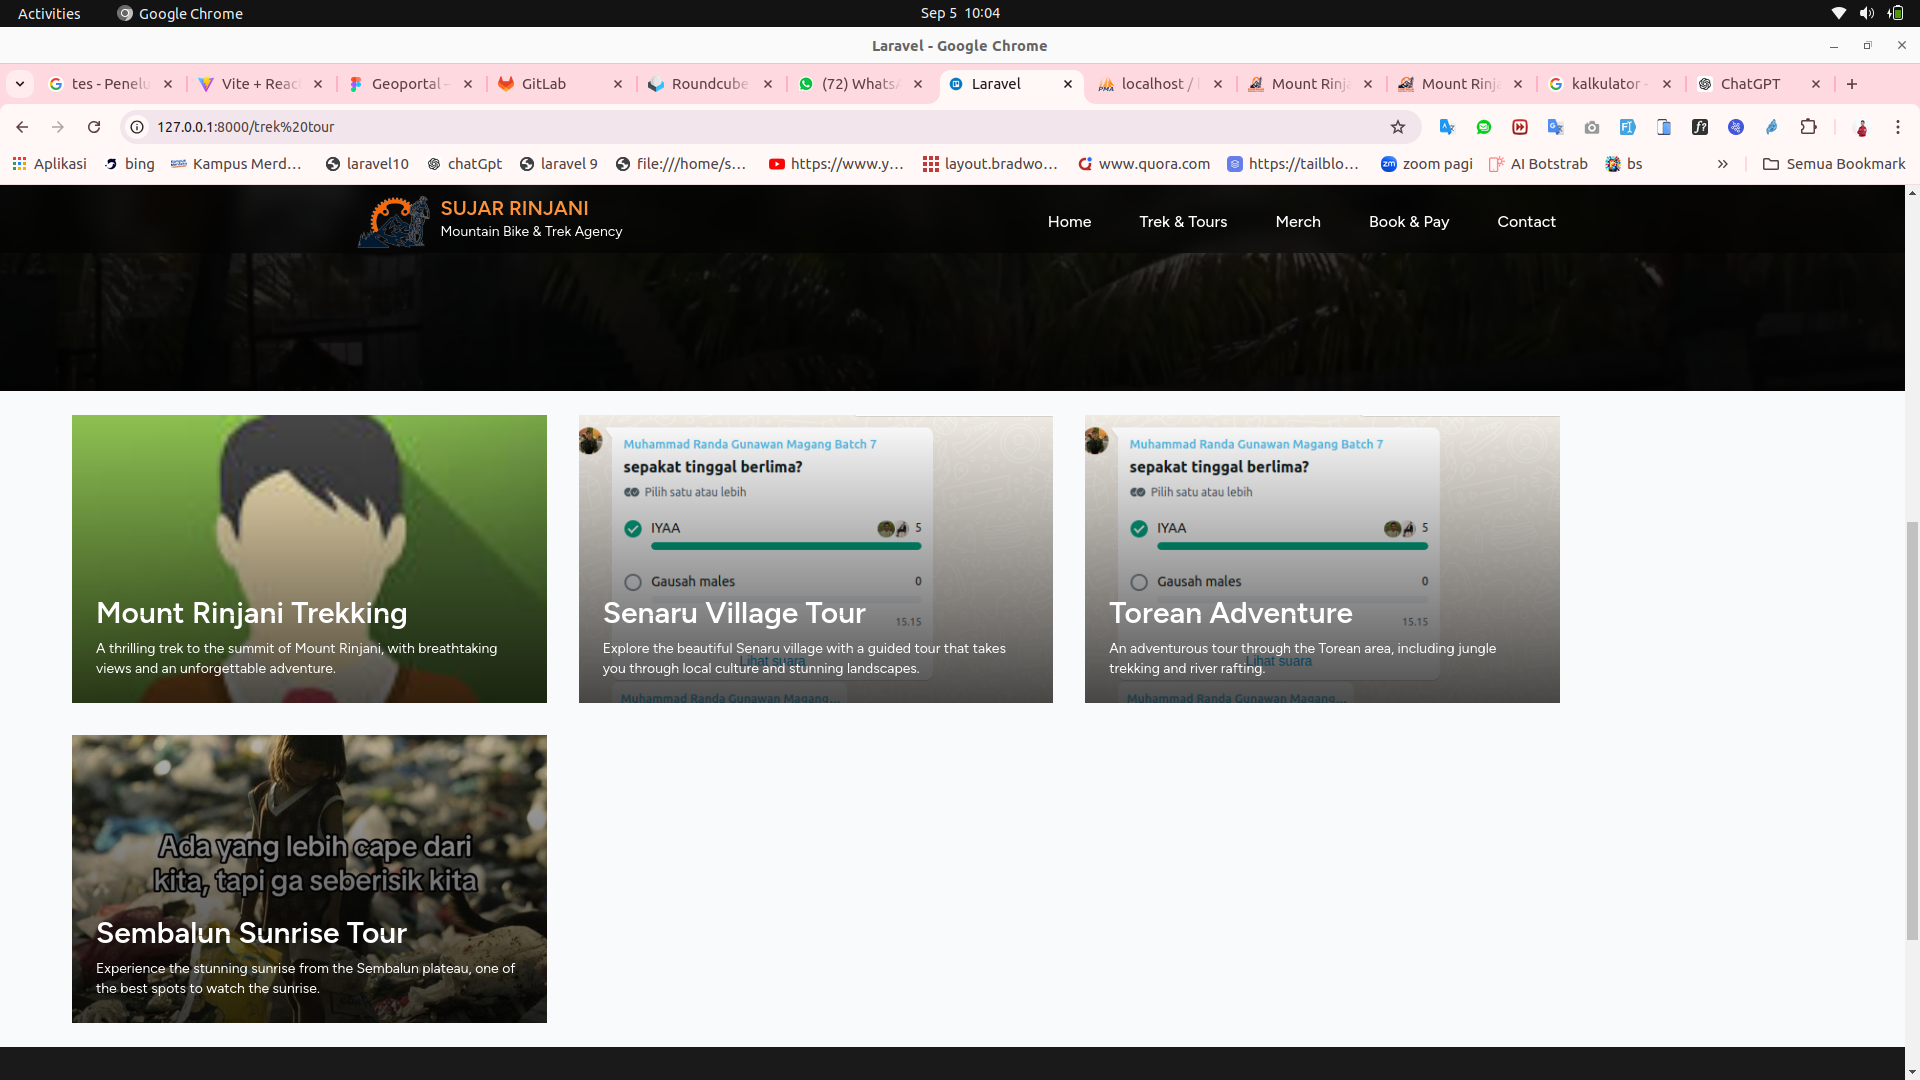 Activities
Google Chrome
Sep 5 10:04
Laravel - Google Chrome
tes - Penelu
Vite + Reac
Geoportal -
GitLab
Roundcube
(72) WhatsA
Laravel
localhost / l
Mount Rinja
Mount Rinja
kalkulator -
ChatGPT
127.0.0.1:8000/trek%20tour
Aplikasi
bing
Kampus Merd...
laravel10
chatGpt
laravel 9
file:///home/s...
https://www.y...
layout.bradwo...
www.quora.com
https://tailblo...
zoom pagi
AI Botstrab
bs
Semua Bookmark
SUJAR RINJANI
Mountain Bike & Trek Agency
Home
Trek & Tours
Merch
Book & Pay
Contact
Mount Rinjani Trekking
A thrilling trek to the summit of Mount Rinjani, with breathtaking
views and an unforgettable adventure.
Muhammad Randa Gunawan Magang Batch 7
sepakat tinggal berlima?
Pilih satu atau lebih
IYAA
5
Gausah males
0
15.15
Lihat suara
Muhammad Randa Gunawan Magang...
Senaru Village Tour
Explore the beautiful Senaru village with a guided tour that takes
you through local culture and stunning landscapes.
Muhammad Randa Gunawan Magang Batch 7
sepakat tinggal berlima?
Pilih satu atau lebih
IYAA
5
Gausah males
0
15.15
Lihat suara
Muhammad Randa Gunawan Magang...
Torean Adventure
An adventurous tour through the Torean area, including jungle
trekking and river rafting.
Ada yang lebih cape dari
kita, tapi ga seberisik kita
Sembalun Sunrise Tour
Experience the stunning sunrise from the Sembalun plateau, one of
the best spots to watch the sunrise.